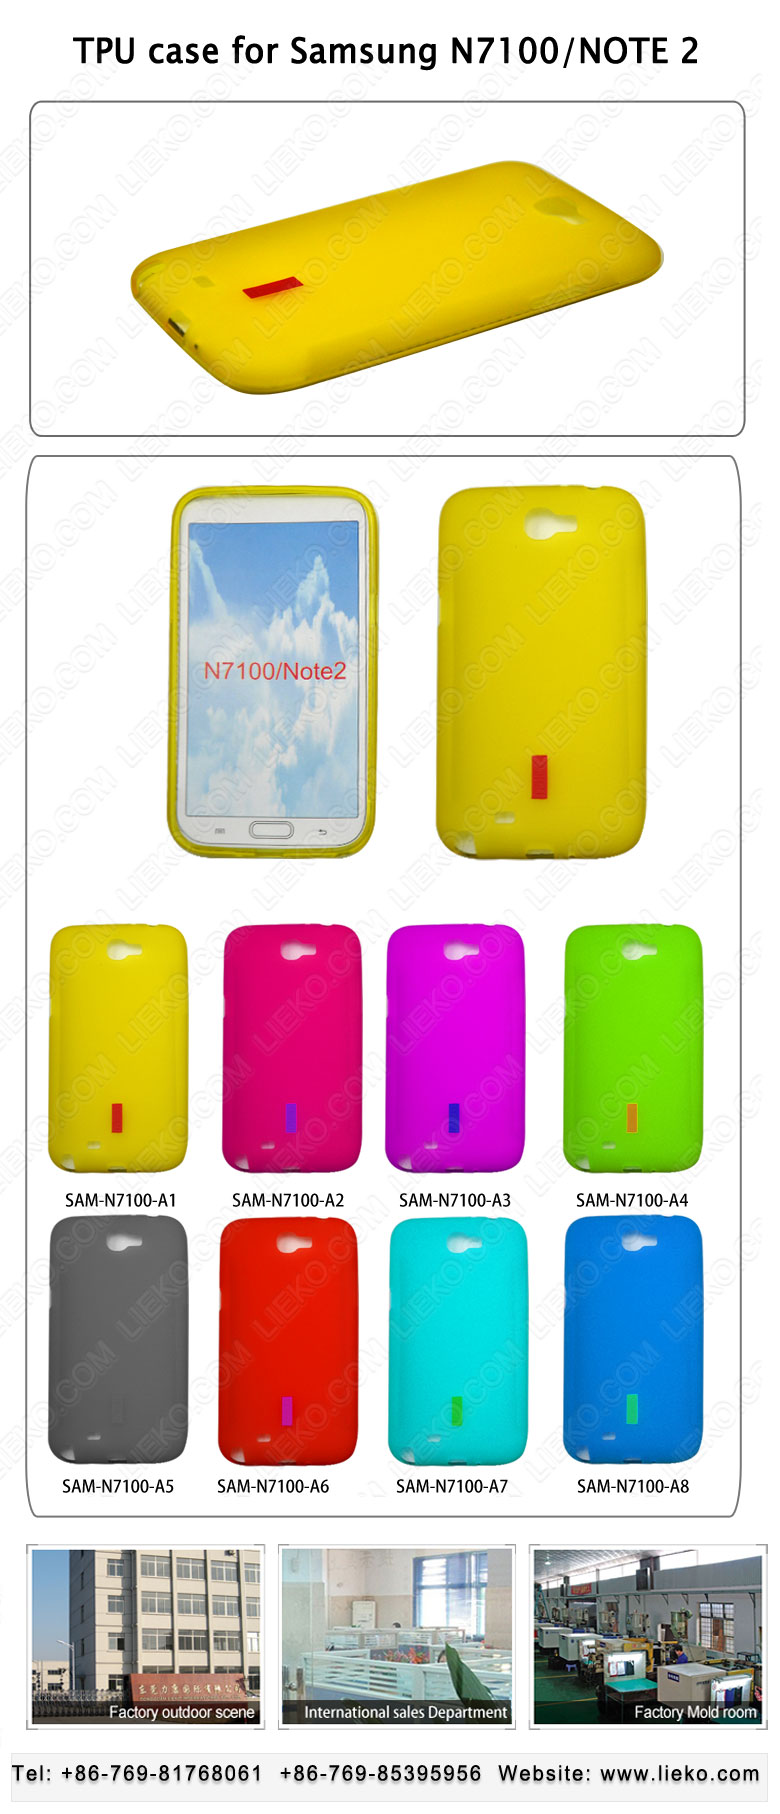 TPU case for Samsung N7100/NOTE 2
N7100/Note2
SAM-N7100-A1 SAM-N7100-A2 SAM-N7100-A3 SAM-N7100-A4
SAM-N7100-A5 SAM-N7100-A6 SAM-N7100-A7 SAM-N7100-A8
Factory outdoor scene International sales Department Factory Mold room
Tel: +86-769-81768061 +86-769-85395956 Website: www.lieko.com
LIEKO.COM